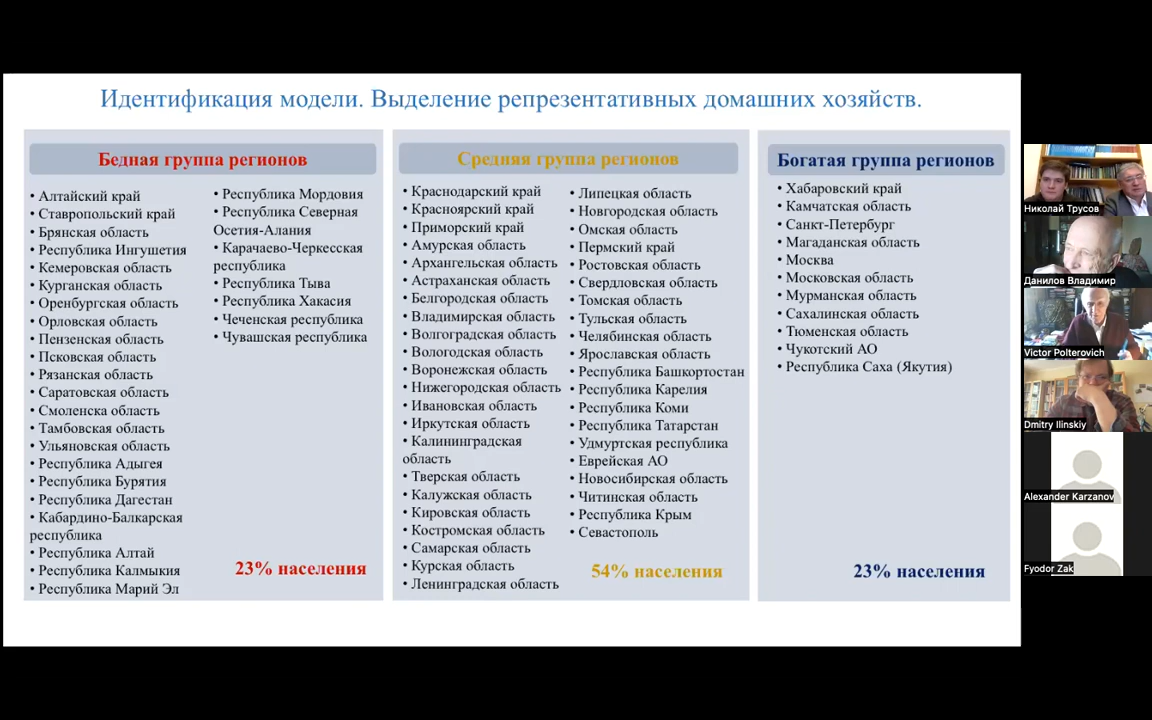 Идентификация модели. Выделение репрезентативных домашних хозяйств.
Бедная группа регионов
• Алтайский край
• Ставропольский край
• Брянская область
• Республика Ингушетия
• Кемеровская область
• Курганская область
• Оренбургская область
• Орловская область
• Пензенская область
• Псковская область
• Рязанская область
• Саратовская область
• Смоленска область
• Тамбовская область
• Ульяновская область
• Республика Адыгея
• Республика Бурятия
• Республика Дагестан
• Кабардино-Балкарская
республика
• Республика Алтай
• Республика Калмыкия
• Республика Марий Эл
• Республика Мордовия
• Республика Северная
Осетия-Алания
• Карачаево-Черкесская
республика
• Республика Тыва
• Республика Хакасия
• Чеченская республика
• Чувашская республика
23% населения
Средняя группа регионов
• Краснодарский край
• Красноярский край
• Приморский край
• Амурская область
• Архангельская область
• Астраханская область
• Белгородская область
• Владимирская область
• Волгоградская область
• Вологодская область
• Воронежская область
• Нижегородская область
• Ивановская область
• Иркутская область
• Калининградская
область
• Тверская область
• Калужская область
• Кировская область
• Костромская область
• Самарская область
• Курская область
• Ленинградская область
• Липецкая область
• Новгородская область
• Омская область
• Пермский край
• Ростовская область
• Свердловская область
• Томская область
• Тульская область
• Челябинская область
• Ярославская область
• Республика Башкортостан
• Республика Карелия
• Республика Коми
• Республика Татарстан
• Удмуртская республика
• Еврейская АО
• Новосибирская область
• Читинская область
• Республика Крым
• Севастополь
54% населения
Богатая группа регионов
• Хабаровский край
• Камчатская область
• Санкт-Петербург
• Магаданская область
• Москва
• Московская область
• Мурманская область
• Сахалинская область
• Тюменская область
• Чукотский АО
• Республика Саха (Якутия)
23% населения
Николай Трусов
Данилов Владимир
Victor Polterovich
Dmitry Ilinskiy
Alexander Karzanov
Fyodor Zak